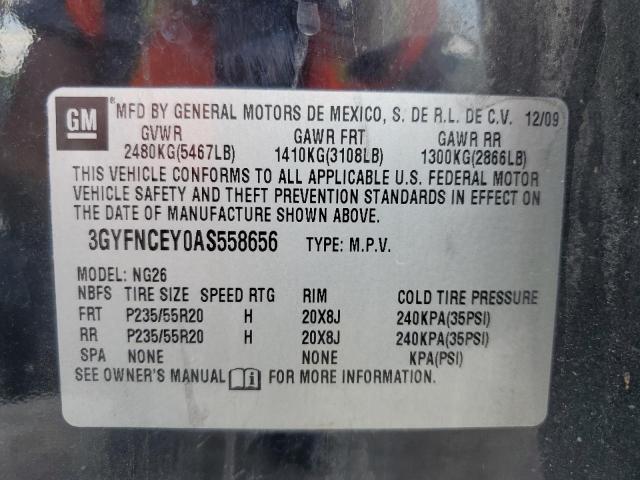 GM MFD BY GENERAL MOTORS DE MEXICO, S. DE R.L. DE C.V. 12/09
GVWR GAWR FRT GAWR RR
2480KG(5467LB) 1410KG(3108LB) 1300KG(2866LB)
THIS VEHICLE CONFORMS TO ALL APPLICABLE U.S. FEDERAL MOTOR
VEHICLE SAFETY AND THEFT PREVENTION STANDARDS IN EFFECT ON
THE DATE OF MANUFACTURE SHOWN ABOVE.
3GYFNCEY0AS558656 TYPE: M.P.V.
MODEL: NG26
NBFS TIRE SIZE SPEED RTG RIM COLD TIRE PRESSURE
FRT P235/55R20 H 20X8J 240KPA(35PSI)
RR P235/55R20 H 20X8J 240KPA(35PSI)
SPA NONE NONE KPA(PSI)
SEE OWNER'S MANUAL FOR MORE INFORMATION.